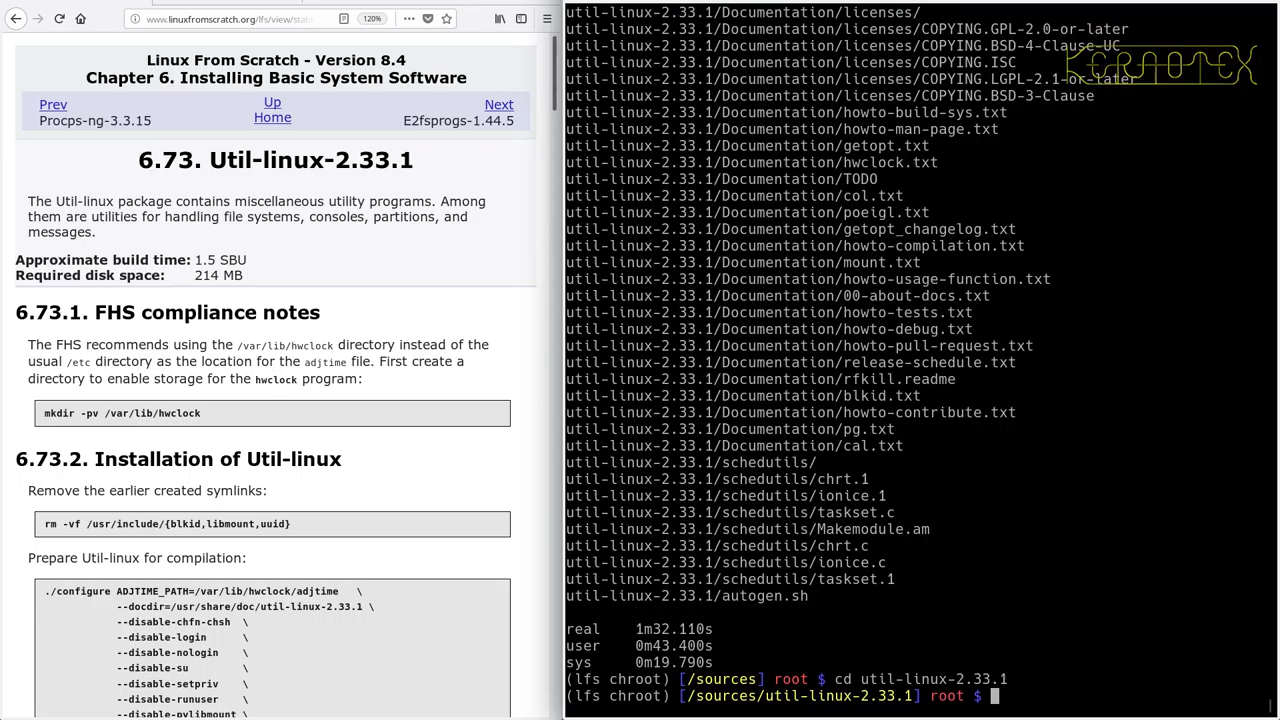 www.linuxfromscratch.org/lfs/view/stab
120%
Linux From Scratch - Version 8.4
Chapter 6. Installing Basic System Software
Prev
Up
Next
Procps-ng-3.3.15
Home
E2fsprogs-1.44.5
6.73. Util-linux-2.33.1
The Util-linux package contains miscellaneous utility programs. Among
them are utilities for handling file systems, consoles, partitions, and
messages.
Approximate build time: 1.5 SBU
Required disk space: 214 MB
6.73.1. FHS compliance notes
The FHS recommends using the /var/lib/hwclock directory instead of the
usual /etc directory as the location for the adjtime file. First create a
directory to enable storage for the hwclock program:
mkdir -pv /var/lib/hwclock
6.73.2. Installation of Util-linux
Remove the earlier created symlinks:
rm -vf /usr/include/{blkid,libmount,uuid}
Prepare Util-linux for compilation:
./configure ADJTIME_PATH=/var/lib/hwclock/adjtime \
--docdir=/usr/share/doc/util-linux-2.33.1 \
--disable-chfn-chsh \
--disable-login \
--disable-nologin \
--disable-su \
--disable-setpriv \
--disable-runuser \
--disable-pylibmount \
util-linux-2.33.1/Documentation/licenses/
util-linux-2.33.1/Documentation/licenses/COPYING.GPL-2.0-or-later
util-linux-2.33.1/Documentation/licenses/COPYING.BSD-4-Clause-UC
util-linux-2.33.1/Documentation/licenses/COPYING.ISC
util-linux-2.33.1/Documentation/licenses/COPYING.LGPL-2.1-or-later
util-linux-2.33.1/Documentation/licenses/COPYING.BSD-3-Clause
util-linux-2.33.1/Documentation/howto-build-sys.txt
util-linux-2.33.1/Documentation/howto-man-page.txt
util-linux-2.33.1/Documentation/getopt.txt
util-linux-2.33.1/Documentation/hwclock.txt
util-linux-2.33.1/Documentation/TODO
util-linux-2.33.1/Documentation/col.txt
util-linux-2.33.1/Documentation/poeigl.txt
util-linux-2.33.1/Documentation/getopt_changelog.txt
util-linux-2.33.1/Documentation/howto-compilation.txt
util-linux-2.33.1/Documentation/mount.txt
util-linux-2.33.1/Documentation/howto-usage-function.txt
util-linux-2.33.1/Documentation/00-about-docs.txt
util-linux-2.33.1/Documentation/howto-tests.txt
util-linux-2.33.1/Documentation/howto-debug.txt
util-linux-2.33.1/Documentation/howto-pull-request.txt
util-linux-2.33.1/Documentation/release-schedule.txt
util-linux-2.33.1/Documentation/rfkill.readme
util-linux-2.33.1/Documentation/blkid.txt
util-linux-2.33.1/Documentation/howto-contribute.txt
util-linux-2.33.1/Documentation/pg.txt
util-linux-2.33.1/Documentation/cal.txt
util-linux-2.33.1/schedutils/
util-linux-2.33.1/schedutils/chrt.1
util-linux-2.33.1/schedutils/ionice.1
util-linux-2.33.1/schedutils/taskset.c
util-linux-2.33.1/schedutils/Makemodule.am
util-linux-2.33.1/schedutils/chrt.c
util-linux-2.33.1/schedutils/ionice.c
util-linux-2.33.1/schedutils/taskset.1
util-linux-2.33.1/autogen.sh
real 1m32.110s
user 0m43.400s
sys 0m19.790s
(lfs chroot) [/sources] root $ cd util-linux-2.33.1
(lfs chroot) [/sources/util-linux-2.33.1] root $